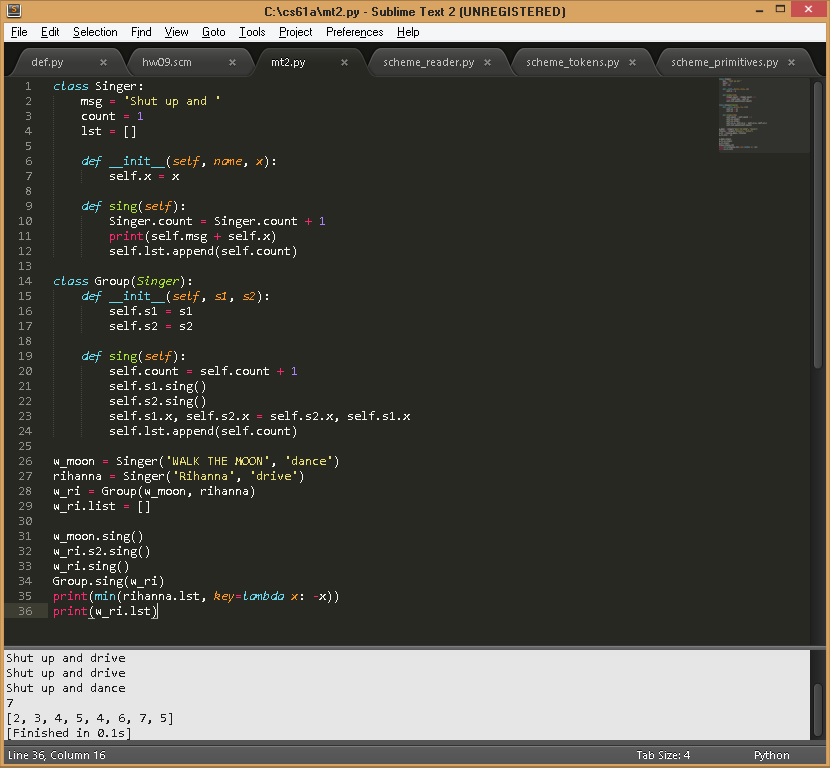 C:\cs61a\mt2.py - Sublime Text 2 (UNREGISTERED)
File Edit Selection Find View Goto Tools Project Preferences Help
def.py × hw09.scm × mt2.py × scheme_reader.py × scheme_tokens.py × scheme_primitives.py ×
1 class Singer:
2     msg = 'Shut up and '
3     count = 1
4     lst = []
5
6     def __init__(self, name, x):
7         self.x = x
8
9     def sing(self):
10         Singer.count = Singer.count + 1
11         print(self.msg + self.x)
12         self.lst.append(self.count)
13
14 class Group(Singer):
15     def __init__(self, s1, s2):
16         self.s1 = s1
17         self.s2 = s2
18
19     def sing(self):
20         self.count = self.count + 1
21         self.s1.sing()
22         self.s2.sing()
23         self.s1.x, self.s2.x = self.s2.x, self.s1.x
24         self.lst.append(self.count)
25
26 w_moon = Singer('WALK THE MOON', 'dance')
27 rihanna = Singer('Rihanna', 'drive')
28 w_ri = Group(w_moon, rihanna)
29 w_ri.list = []
30
31 w_moon.sing()
32 w_ri.s2.sing()
33 w_ri.sing()
34 Group.sing(w_ri)
35 print(min(rihanna.lst, key=lambda x: -x))
36 print(w_ri.lst)
Shut up and drive
Shut up and drive
Shut up and dance
7
[2, 3, 4, 5, 4, 6, 7, 5]
[Finished in 0.1s]
Line 36, Column 16 Tab Size: 4 Python